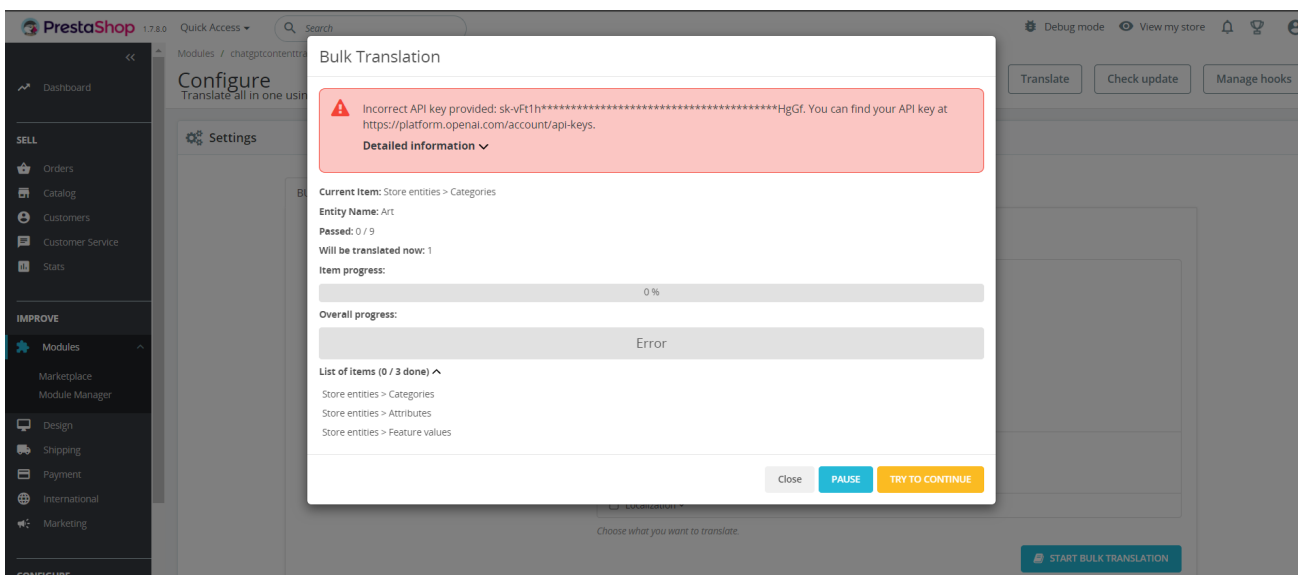 PrestaShop 1.7.8.0 Quick Access Search Debug mode View my store
Modules / chatgptcontenttra
Configure
Translate all in one usin
Translate Check update Manage hooks
Dashboard
SELL
Orders
Catalog
Customers
Customer Service
Stats
IMPROVE
Modules
Marketplace
Module Manager
Design
Shipping
Payment
International
Marketing
CONFIGURE
Settings
BU
Bulk Translation
Incorrect API key provided: sk-vFt1h****************************************HgGf. You can find your API key at
https://platform.openai.com/account/api-keys.
Detailed information
Current Item: Store entities > Categories
Entity Name: Art
Passed: 0 / 9
Will be translated now: 1
Item progress:
0 %
Overall progress:
Error
List of items (0 / 3 done)
Store entities > Categories
Store entities > Attributes
Store entities > Feature values
Close PAUSE TRY TO CONTINUE
Localization
Choose what you want to translate.
START BULK TRANSLATION